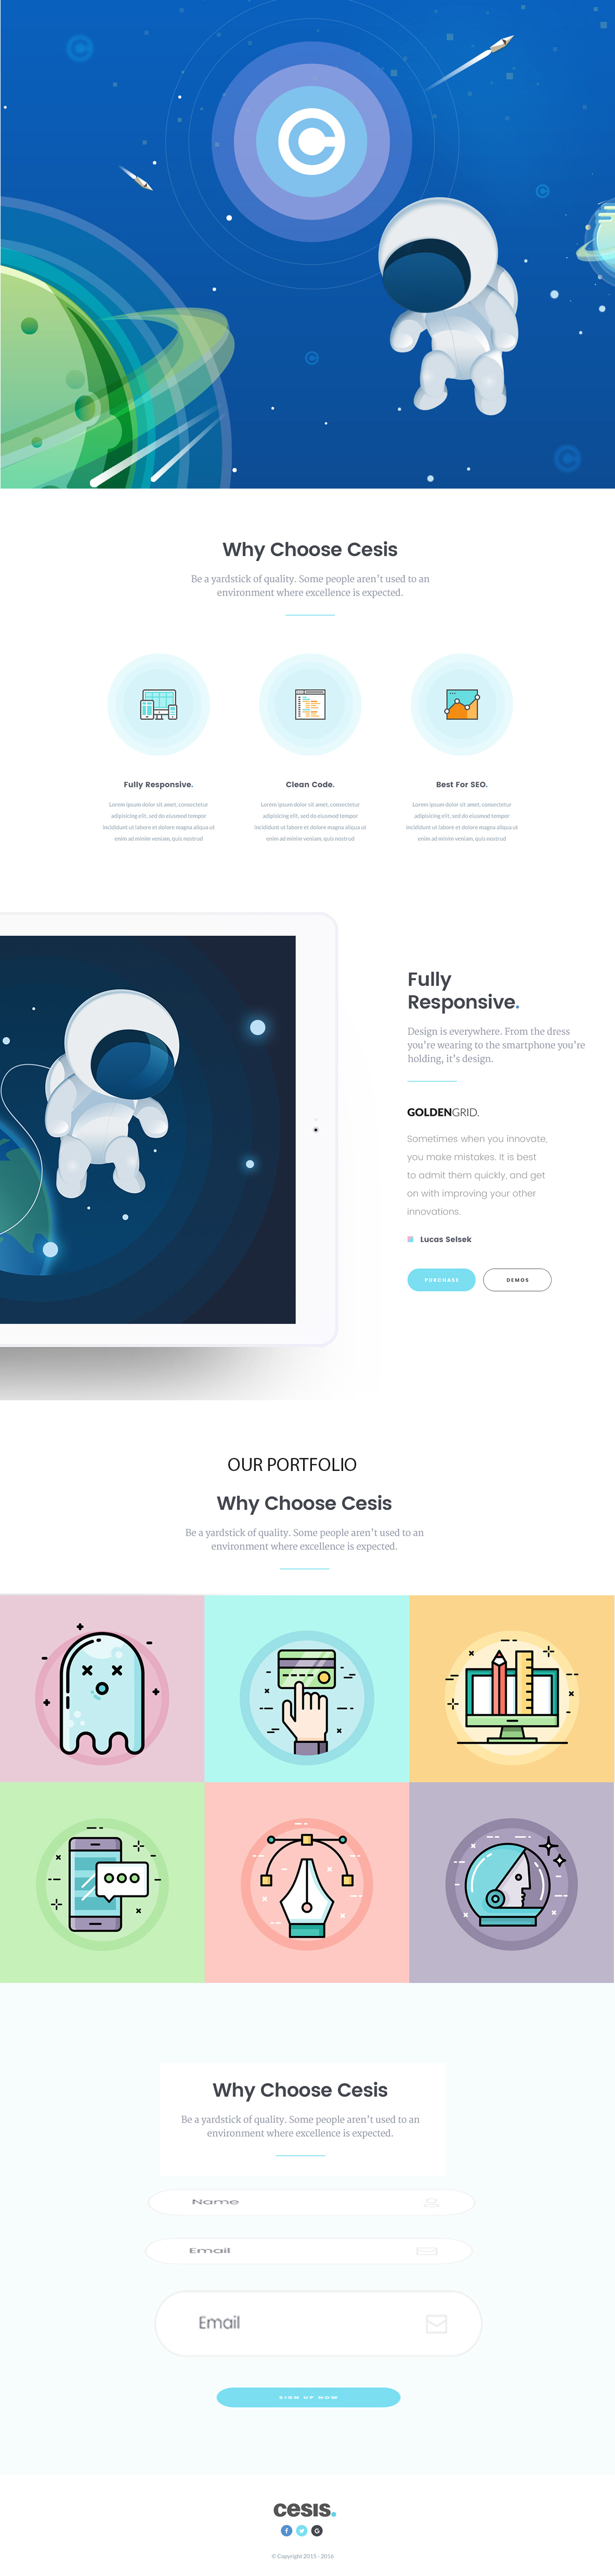 Why Choose Cesis
Be a yardstick of quality. Some people aren't used to an
environment where excellence is expected.
Fully Responsive.
Lorem ipsum dolor sit amet, consectetur
adipisicing elit, sed do eiusmod tempor
incididunt ut labore et dolore magna aliqua ut
enim ad minim veniam, quis nostrud
Clean Code.
Lorem ipsum dolor sit amet, consectetur
adipisicing elit, sed do eiusmod tempor
incididunt ut labore et dolore magna aliqua ut
enim ad minim veniam, quis nostrud
Best For SEO.
Lorem ipsum dolor sit amet, consectetur
adipisicing elit, sed do eiusmod tempor
incididunt ut labore et dolore magna aliqua ut
enim ad minim veniam, quis nostrud
Fully
Responsive.
Design is everywhere. From the dress
you're wearing to the smartphone you're
holding, it's design.
GOLDENGRID.
Sometimes when you innovate,
you make mistakes. It is best
to admit them quickly, and get
on with improving your other
innovations.
Lucas Selsek
PURCHASE
DEMOS
OUR PORTFOLIO
Why Choose Cesis
Be a yardstick of quality. Some people aren't used to an
environment where excellence is expected.
Why Choose Cesis
Be a yardstick of quality. Some people aren't used to an
environment where excellence is expected.
Name
Email
Email
SIGN UP NOW
cesis.
© Copyright 2015 - 2016